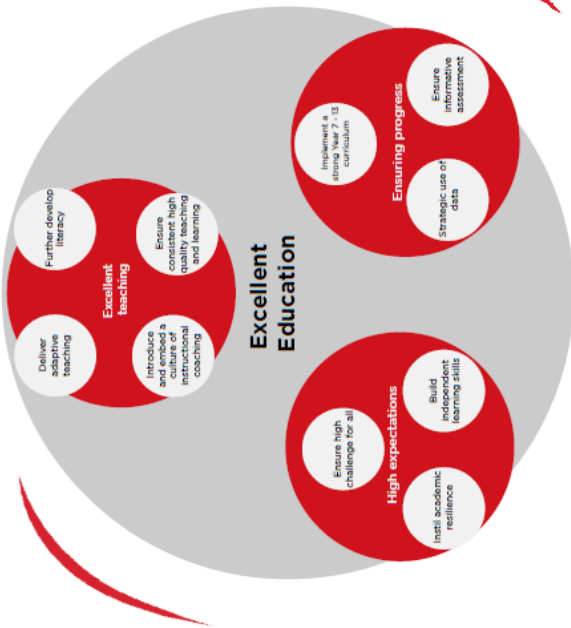 Deliver
adaptive
teaching
Further develop
literacy
Excellent
teaching
Introduce
and embed a
culture of
instructional
coaching
Ensure
consistent high
quality teaching
and learning
Excellent
Education
Ensure high
challenge for all
High expectations
Instil academic
resilience
Build
independent
learning skills
Implement a
strong Year 7 - 13
curriculum
Ensuring progress
Strategic use of
data
Ensure
informative
assessment